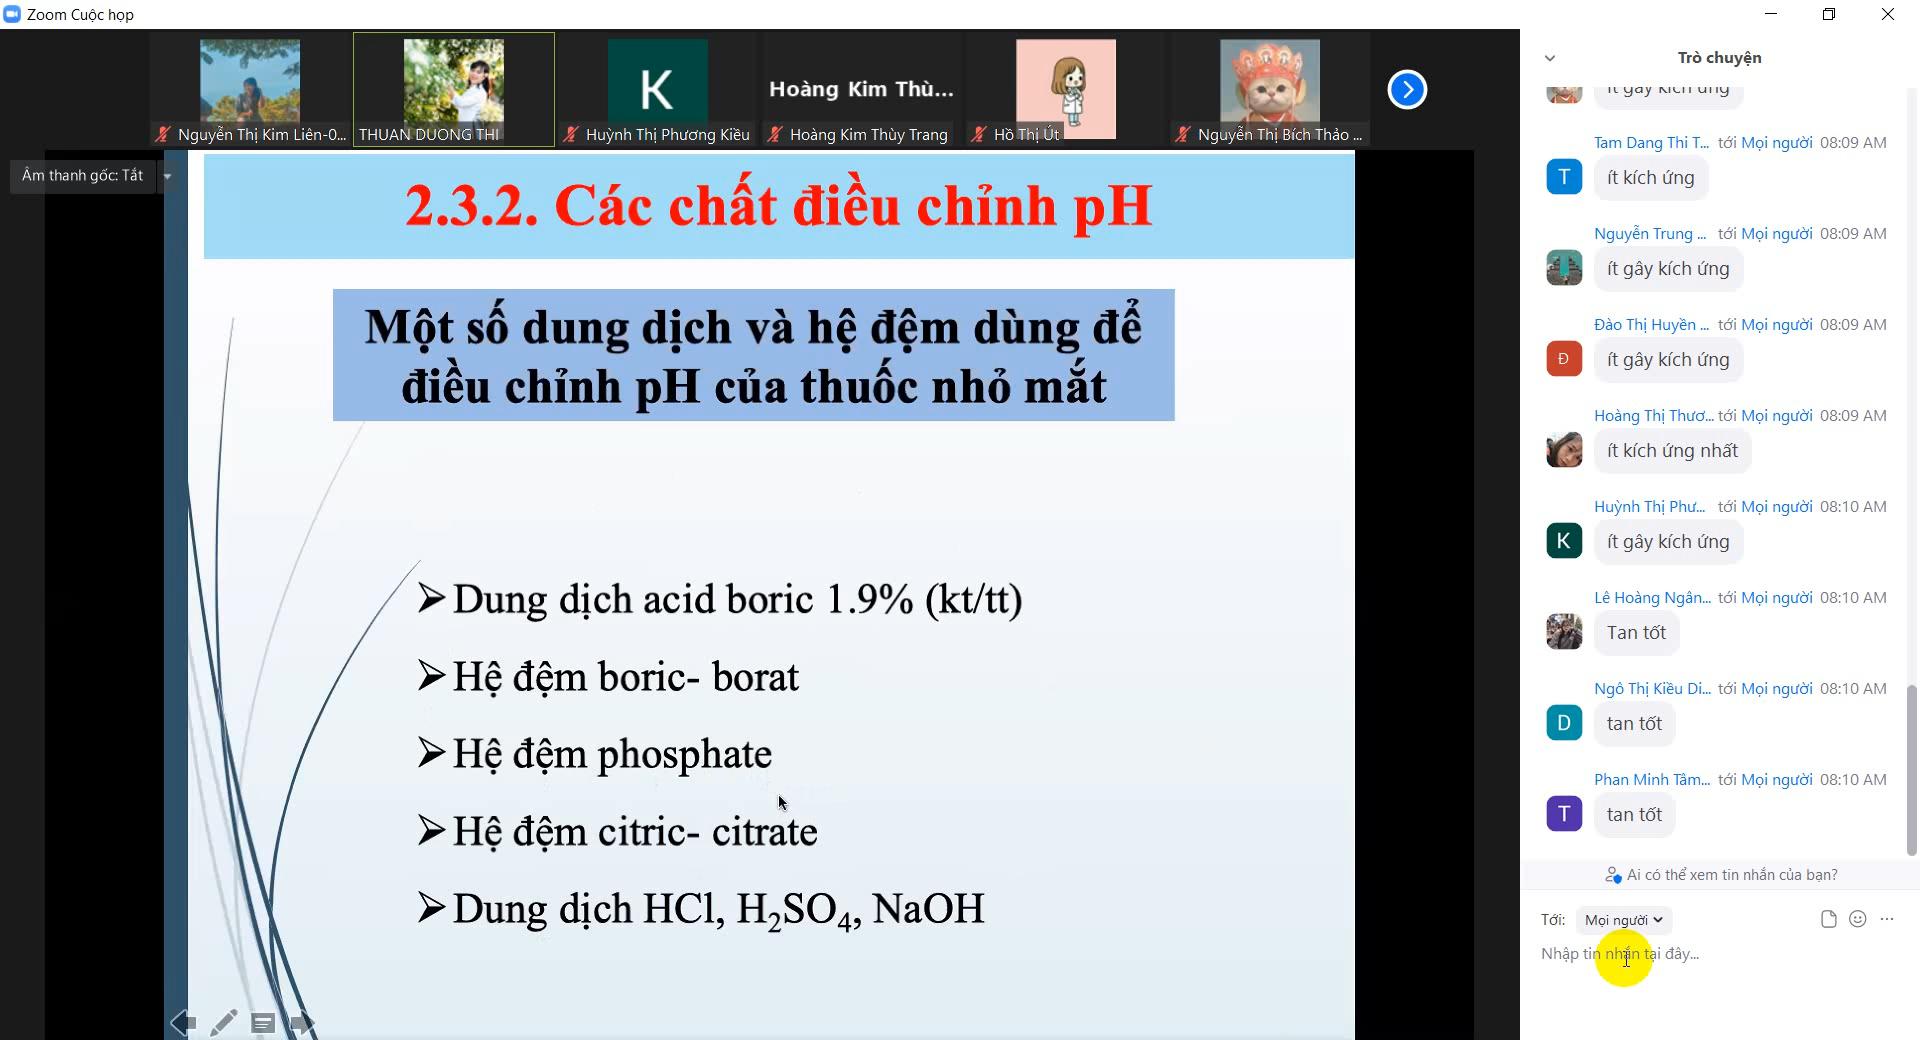 Zoom Cuộc họp
Nguyễn Thị Kim Liên-0...
THUAN DUONG THI
K
Huỳnh Thị Phương Kiều
Hoàng Kim Thù...
Hoàng Kim Thùy Trang
Hồ Thị Út
Nguyễn Thị Bích Thảo ...
Âm thanh gốc: Tắt
2.3.2. Các chất điều chỉnh pH
Một số dung dịch và hệ đệm dùng để
điều chỉnh pH của thuốc nhỏ mắt
➢Dung dịch acid boric 1.9% (kt/tt)
➢Hệ đệm boric- borat
➢Hệ đệm phosphate
➢Hệ đệm citric- citrate
➢Dung dịch HCl, H₂SO₄, NaOH
Trò chuyện
ít gây kích ứng
Tam Dang Thi T... tới Mọi người 08:09 AM
T
ít kích ứng
Nguyễn Trung ... tới Mọi người 08:09 AM
ít gây kích ứng
Đào Thị Huyền ... tới Mọi người 08:09 AM
Đ
ít gây kích ứng
Hoàng Thị Thươ... tới Mọi người 08:09 AM
ít kích ứng nhất
Huỳnh Thị Phư... tới Mọi người 08:10 AM
K
ít gây kích ứng
Lê Hoàng Ngân... tới Mọi người 08:10 AM
Tan tốt
Ngô Thị Kiều Di... tới Mọi người 08:10 AM
D
tan tốt
Phan Minh Tâm... tới Mọi người 08:10 AM
T
tan tốt
Ai có thể xem tin nhắn của bạn?
Tới: Mọi người
Nhập tin nhắn tại đây...